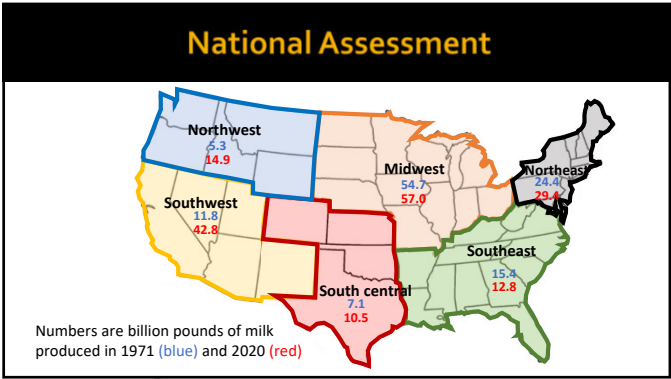 National Assessment
Northwest
5.3
14.9
Midwest
54.7
57.0
Northeast
24.4
29.4
Southwest
11.8
42.8
Southeast
15.4
12.8
South central
7.1
10.5
Numbers are billion pounds of milk
produced in 1971 (blue) and 2020 (red)